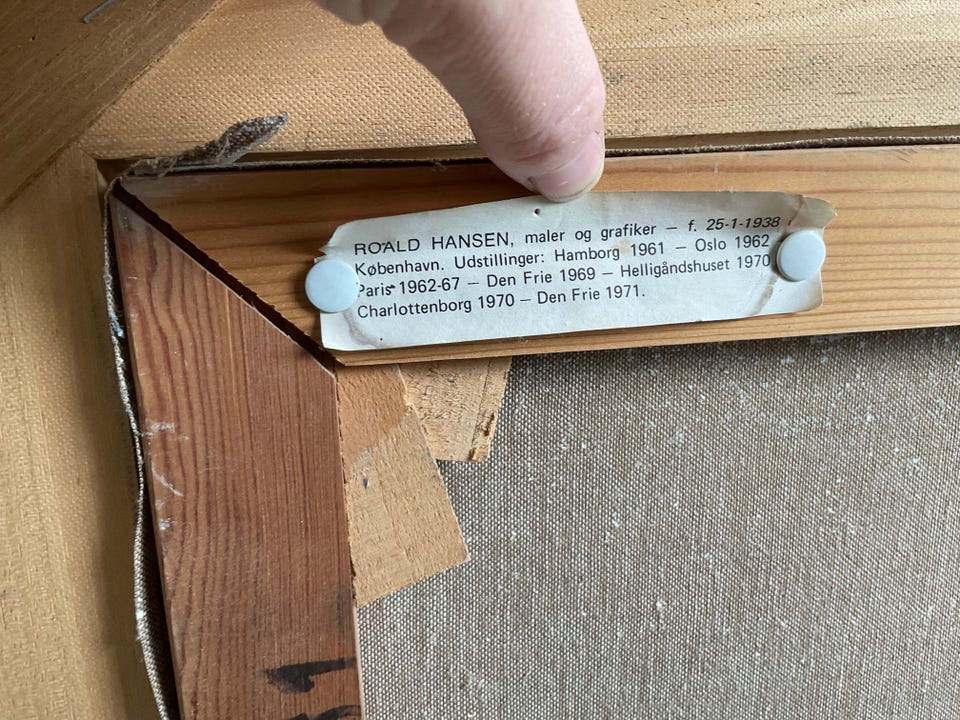 ROALD HANSEN, maler og grafiker — f. 25-1-1938
København. Udstillinger: Hamborg 1961 — Oslo 1962
Paris 1962-67 — Den Frie 1969 — Helligåndshuset 1970
Charlottenborg 1970 — Den Frie 1971.